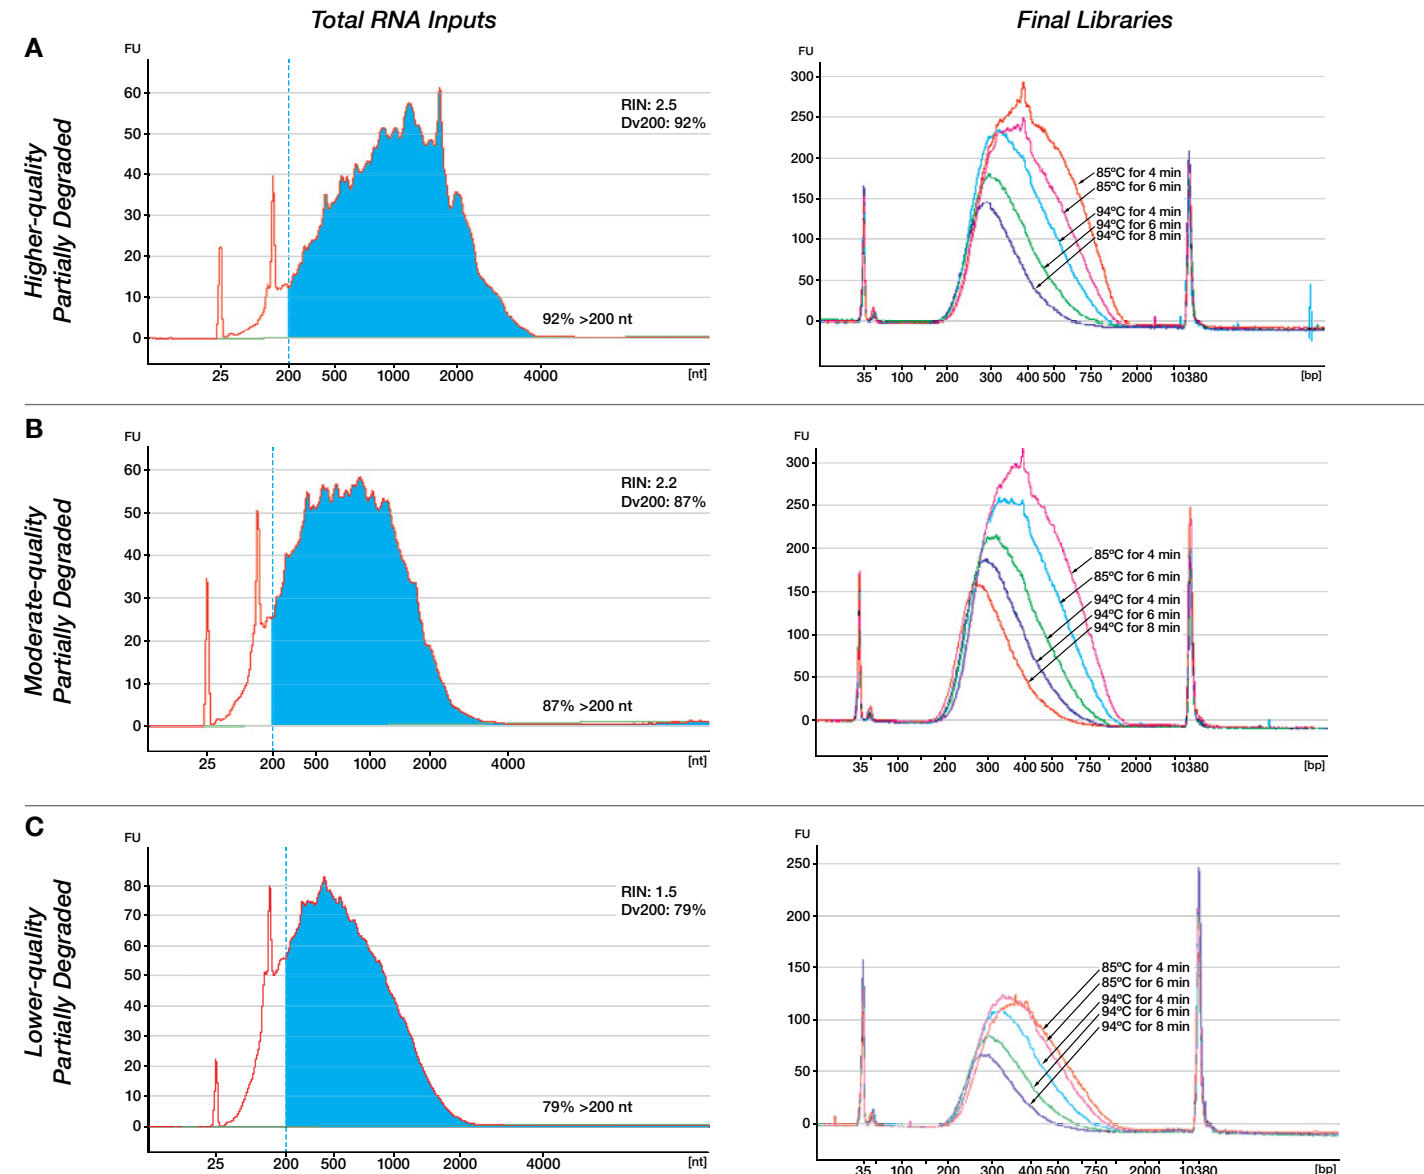 Total RNA Inputs
Final Libraries
A
Higher-quality
Partially Degraded
FU
60
50
40
30
20
10
0
RIN: 2.5
Dv200: 92%
92% >200 nt
25 200 500 1000 2000 4000 [nt]
FU
300
250
200
150
100
50
0
85ºC for 4 min
85ºC for 6 min
94ºC for 4 min
94ºC for 6 min
94ºC for 8 min
35 100 200 300 400 500 750 2000 10380 [bp]
B
Moderate-quality
Partially Degraded
FU
60
50
40
30
20
10
0
RIN: 2.2
Dv200: 87%
87% >200 nt
25 200 500 1000 2000 4000 [nt]
FU
300
250
200
150
100
50
0
85ºC for 4 min
85ºC for 6 min
94ºC for 4 min
94ºC for 6 min
94ºC for 8 min
35 100 200 300 400 500 750 2000 10380 [bp]
C
Lower-quality
Partially Degraded
FU
80
70
60
50
40
30
20
10
0
RIN: 1.5
Dv200: 79%
79% >200 nt
25 200 500 1000 2000 4000 [nt]
FU
250
200
150
100
50
0
85ºC for 4 min
85ºC for 6 min
94ºC for 4 min
94ºC for 6 min
94ºC for 8 min
35 100 200 300 400 500 750 2000 10380 [bp]